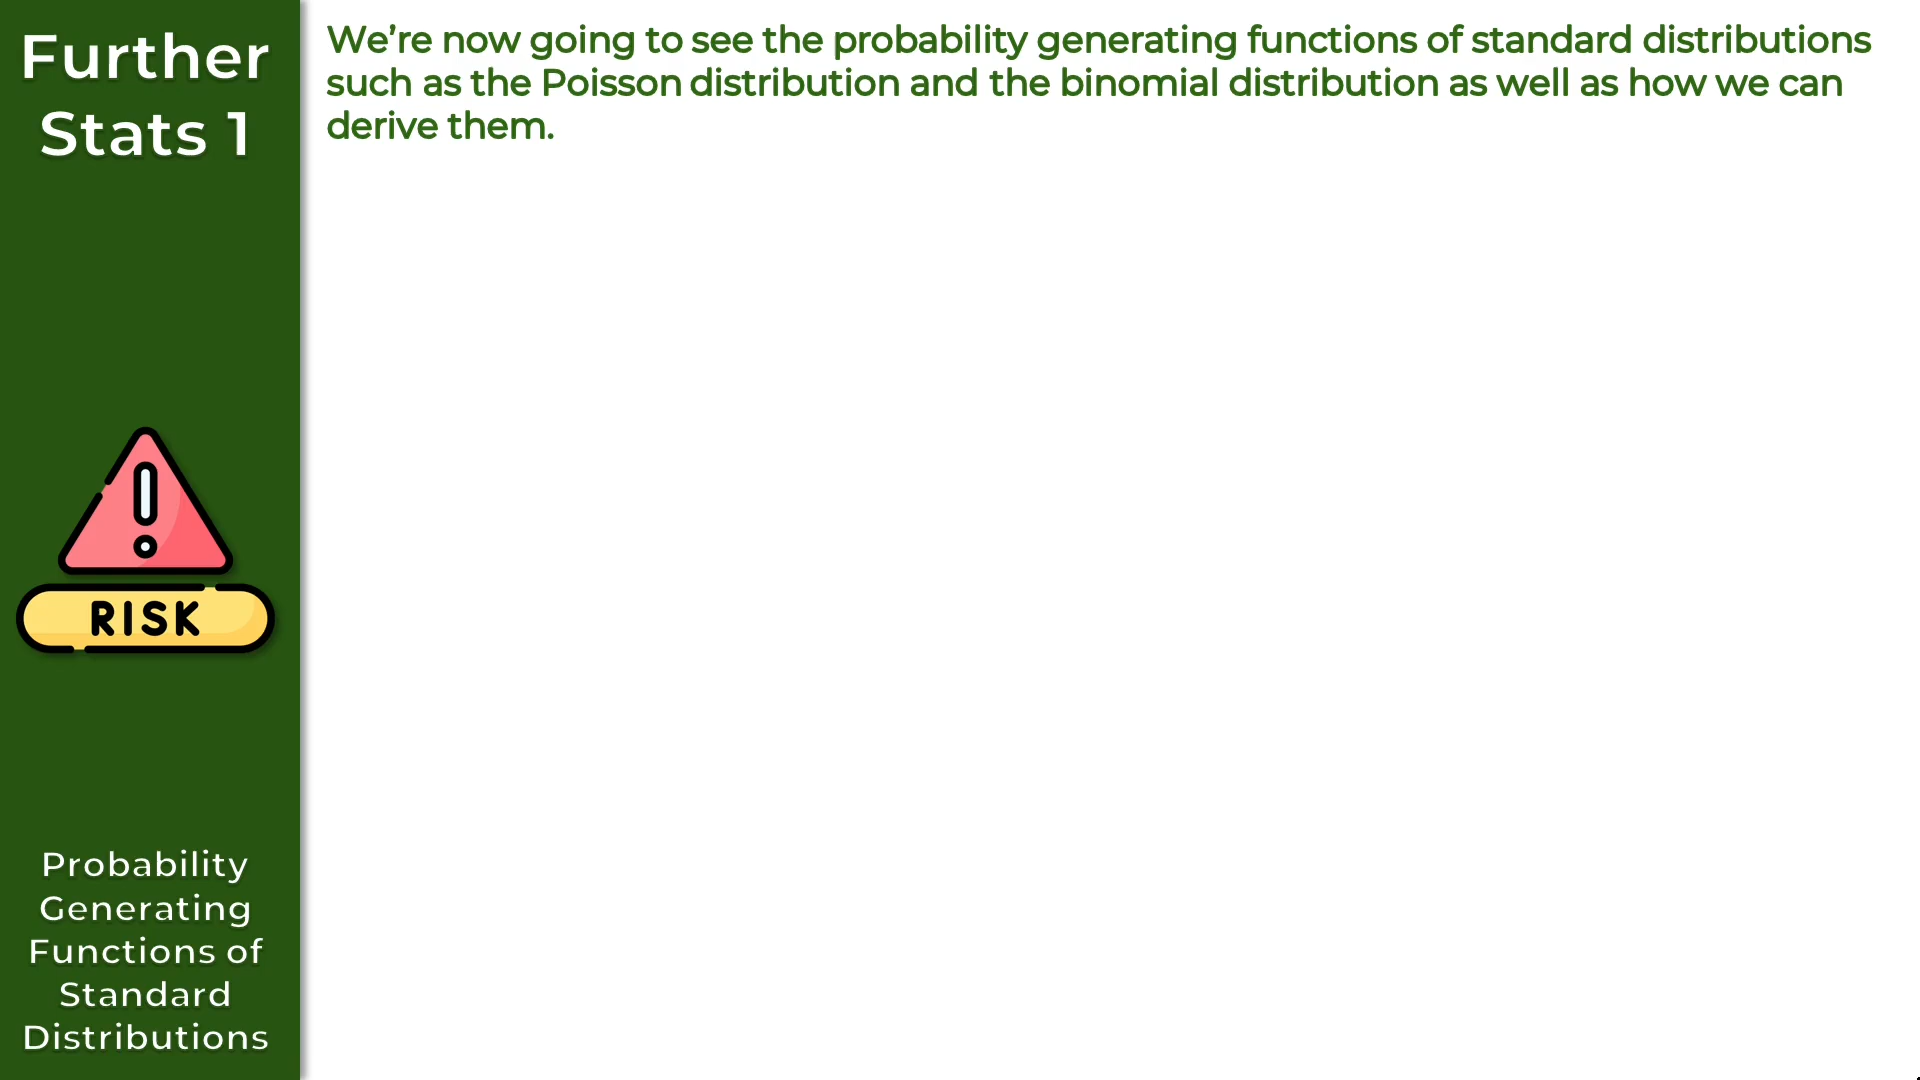 Further
Stats 1
RISK
Probability
Generating
Functions of
Standard
Distributions
We’re now going to see the probability generating functions of standard distributions
such as the Poisson distribution and the binomial distribution as well as how we can
derive them.